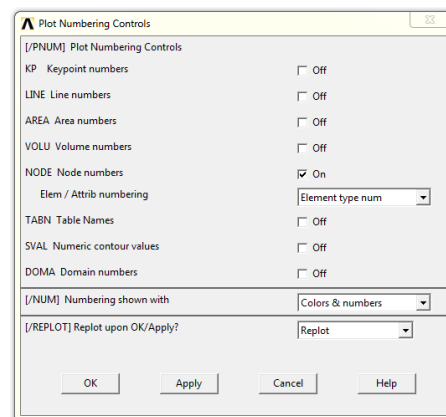 Plot Numbering Controls
[/PNUM] Plot Numbering Controls
KP Keypoint numbers Off
LINE Line numbers Off
AREA Area numbers Off
VOLU Volume numbers Off
NODE Node numbers On
Elem / Attrib numbering Element type num
TABN Table Names Off
SVAL Numeric contour values Off
DOMA Domain numbers Off
[/NUM] Numbering shown with Colors & numbers
[/REPLOT] Replot upon OK/Apply? Replot
OK Apply Cancel Help